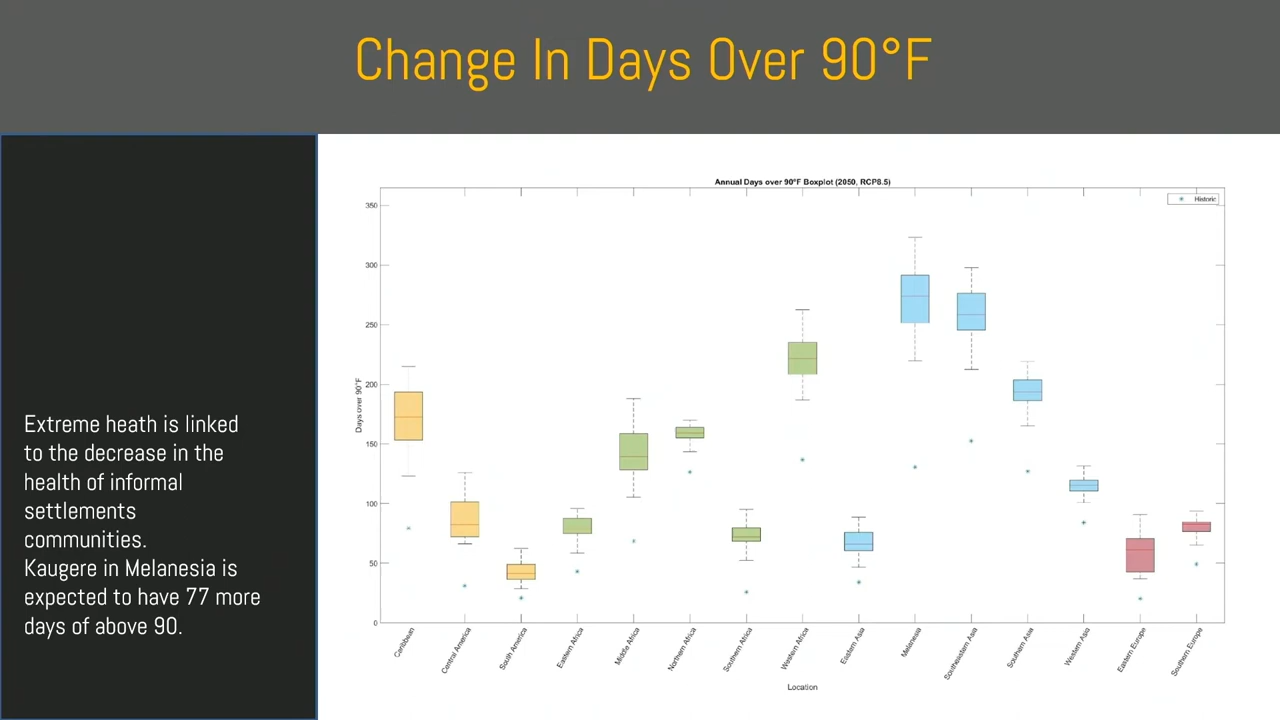 Change In Days Over 90°F
Extreme heath is linked
to the decrease in the
health of informal
settlements
communities.
Kaugere in Melanesia is
expected to have 77 more
days of above 90.
Annual Days over 90°F Boxplot (2050, RCP8.5)
Historic
350
300
250
200
150
100
50
0
Days over 90°F
Caribbean
Central America
South America
Eastern Africa
Middle Africa
Northern Africa
Southern Africa
Western Africa
Eastern Asia
Melanesia
Southeastern Asia
Southern Asia
Western Asia
Eastern Europe
Southern Europe
Location